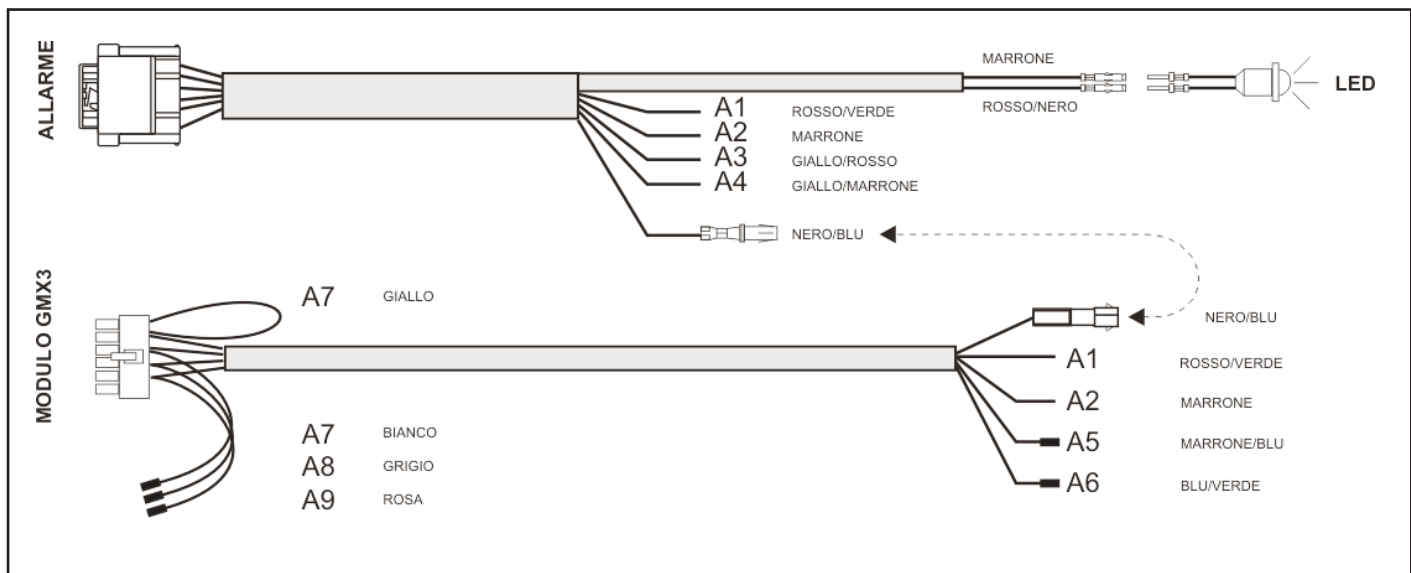 ALLARME
MARRONE
ROSSO/NERO
LED
A1 ROSSO/VERDE
A2 MARRONE
A3 GIALLO/ROSSO
A4 GIALLO/MARRONE
NERO/BLU
MODULO GMX3
A7 GIALLO
NERO/BLU
A1 ROSSO/VERDE
A2 MARRONE
A5 MARRONE/BLU
A6 BLU/VERDE
A7 BIANCO
A8 GRIGIO
A9 ROSA